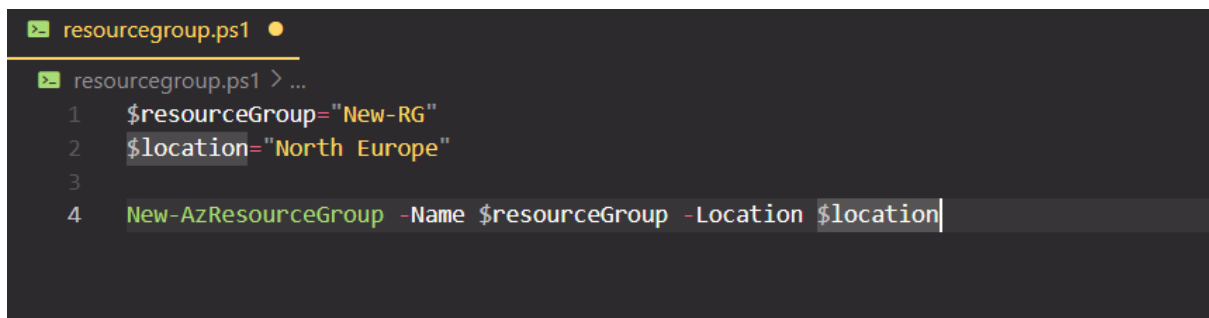 resourcegroup.ps1
resourcegroup.ps1 > ...
1 $resourceGroup="New-RG"
2 $location="North Europe"
3
4 New-AzResourceGroup -Name $resourceGroup -Location $location